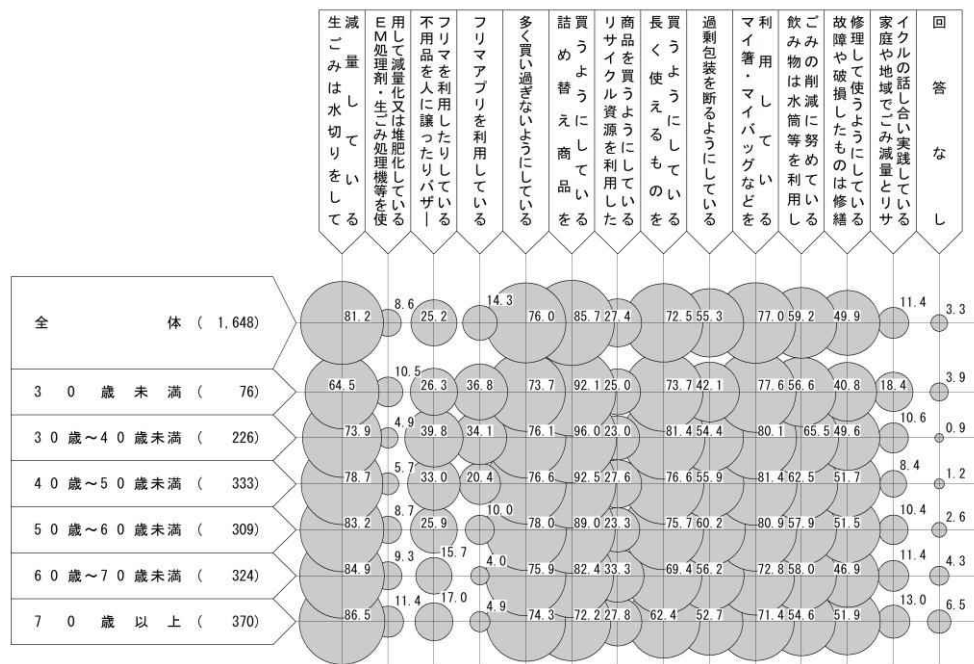 生ごみは水切りをして
減量している
ＥＭ処理剤・生ごみ処理機等を使
用して減量化又は堆肥化している
不用品を人に譲ったりバザー
フリマを利用したりしている
フリマアプリを利用している
多く買い過ぎないようにしている
詰め替え商品を
買うようにしている
リサイクル資源を利用した
商品を買うようにしている
長く使えるものを
買うようにしている
過剰包装を断るようにしている
マイ箸・マイバッグなどを
利用している
飲み物は水筒等を利用し
ごみの削減に努めている
故障や破損したものは修繕
修理して使うようにしている
家庭や地域でごみ減量とリサ
イクルの話し合い実践している
回答なし
全体 ( 1,648) 81.2 8.6 25.2 14.3 76.0 85.7 27.4 72.5 55.3 77.0 59.2 49.9 11.4 3.3
３０歳未満 ( 76) 64.5 10.5 26.3 36.8 73.7 92.1 25.0 73.7 42.1 77.6 56.6 40.8 18.4 3.9
３０歳～４０歳未満 ( 226) 73.9 4.9 39.8 34.1 76.1 96.0 23.0 81.4 54.4 80.1 65.5 49.6 10.6 0.9
４０歳～５０歳未満 ( 333) 78.7 5.7 33.0 20.4 76.6 92.5 27.6 76.6 55.9 81.4 62.5 51.7 8.4 1.2
５０歳～６０歳未満 ( 309) 83.2 8.7 25.9 10.0 78.0 89.0 23.3 75.7 60.2 80.9 57.9 51.5 10.4 2.6
６０歳～７０歳未満 ( 324) 84.9 9.3 15.7 4.0 75.9 82.4 33.3 69.4 56.2 72.8 58.0 46.9 11.4 4.3
７０歳以上 ( 370) 86.5 11.4 17.0 4.9 74.3 72.2 27.8 62.4 52.7 71.4 54.6 51.9 13.0 6.5